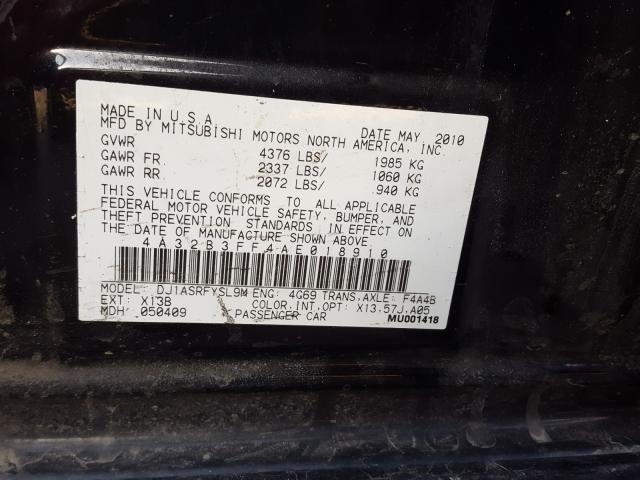 MADE IN U.S.A DATE MAY 2010
MFD BY MITSUBISHI MOTORS NORTH AMERICA, INC.
GVWR 4376 LBS/ 1985 KG
GAWR FR. 2337 LBS/ 1060 KG
GAWR RR. 2072 LBS/ 940 KG
THIS VEHICLE CONFORMS TO ALL APPLICABLE
FEDERAL MOTOR VEHICLE SAFETY, BUMPER, AND
THEFT PREVENTION STANDARDS IN EFFECT ON
THE DATE OF MANUFACTURE SHOWN ABOVE
4A32B3FF4AE018910
MODEL: DJ1ASRFYSL9M ENG: 4G69 TRANS,AXLE: F4A4B
EXT: X13B COLOR,INT,OPT: X13,57J,A05
MDH: 050409 PASSENGER CAR
MU001418